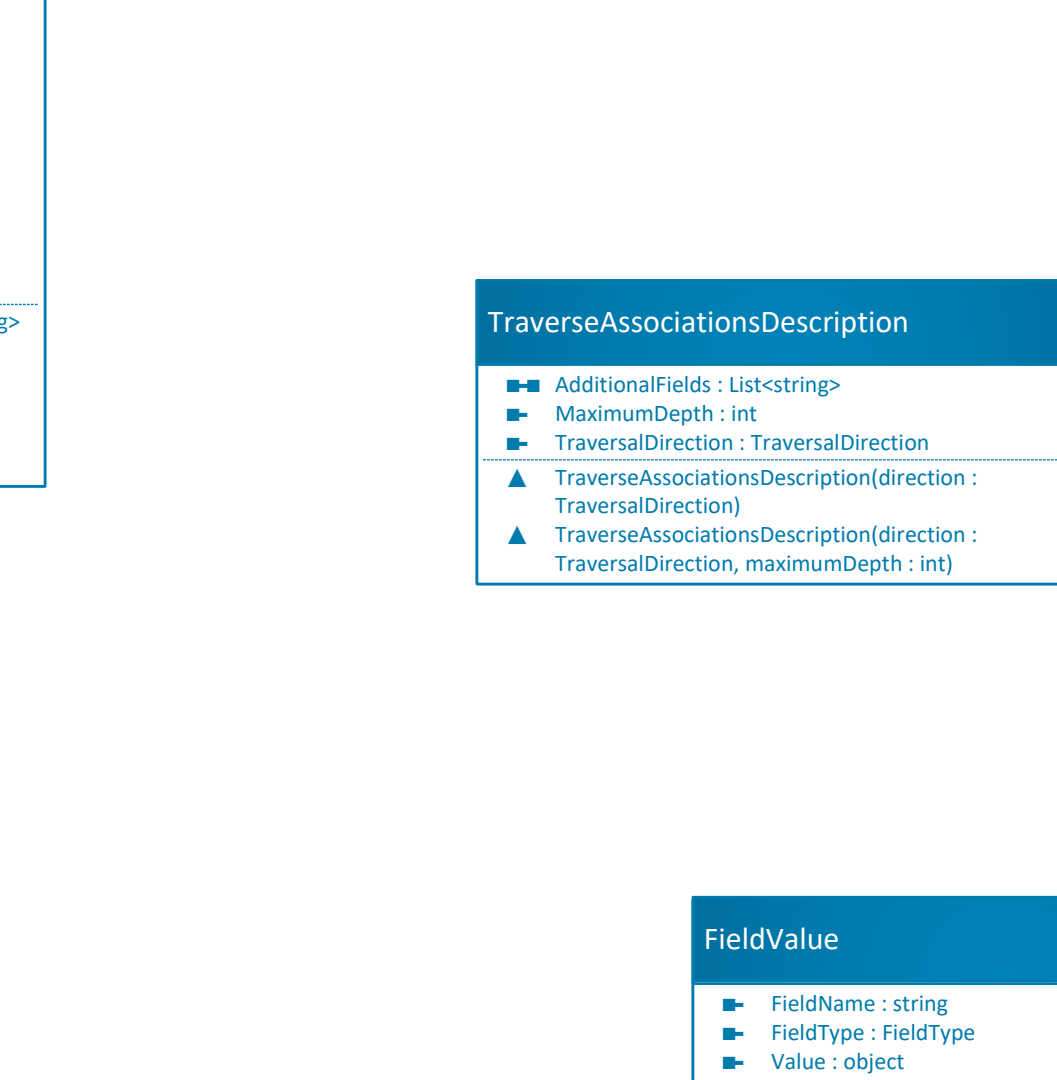 g>
TraverseAssociationsDescription
AdditionalFields : List<string>
MaximumDepth : int
TraversalDirection : TraversalDirection
TraverseAssociationsDescription(direction :
TraversalDirection)
TraverseAssociationsDescription(direction :
TraversalDirection, maximumDepth : int)
FieldValue
FieldName : string
FieldType : FieldType
Value : object